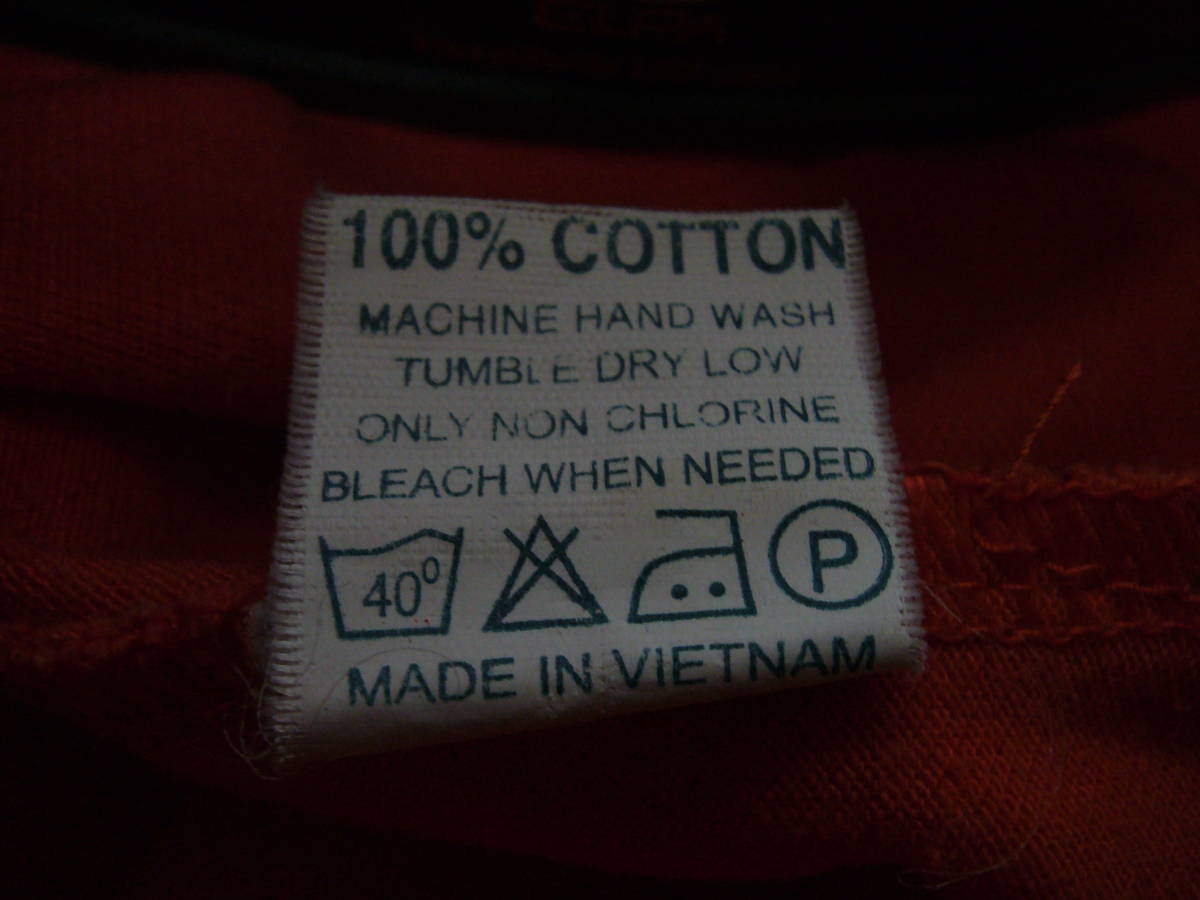 100% COTTON
MACHINE HAND WASH
TUMBLE DRY LOW
ONLY NON CHLORINE
BLEACH WHEN NEEDED
40° P
MADE IN VIETNAM